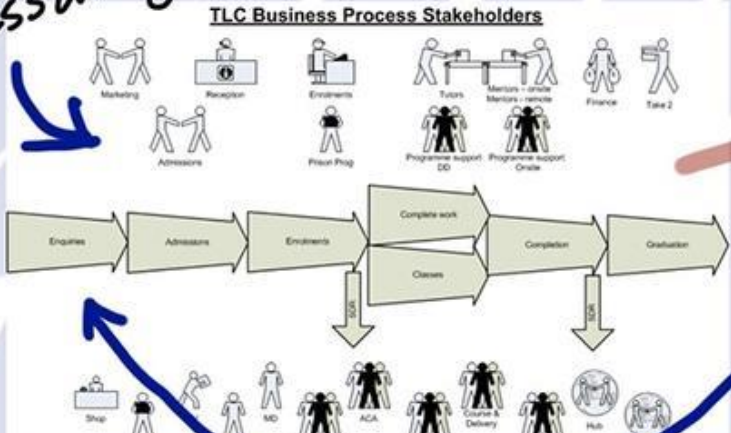 TLC Business Process Stakeholders
Marketing
Reception
Enrolments
Tutors
Mentors - onsite
Mentors - remote
Finance
Take 2
Admissions
Prison Prog
Programme support
DD
Programme support
Onsite
Enquiries
Admissions
Enrolments
Complete work
Classes
Completion
Graduation
SDR
SDR
Shop
MD
ACA
Course &
Delivery
Hub